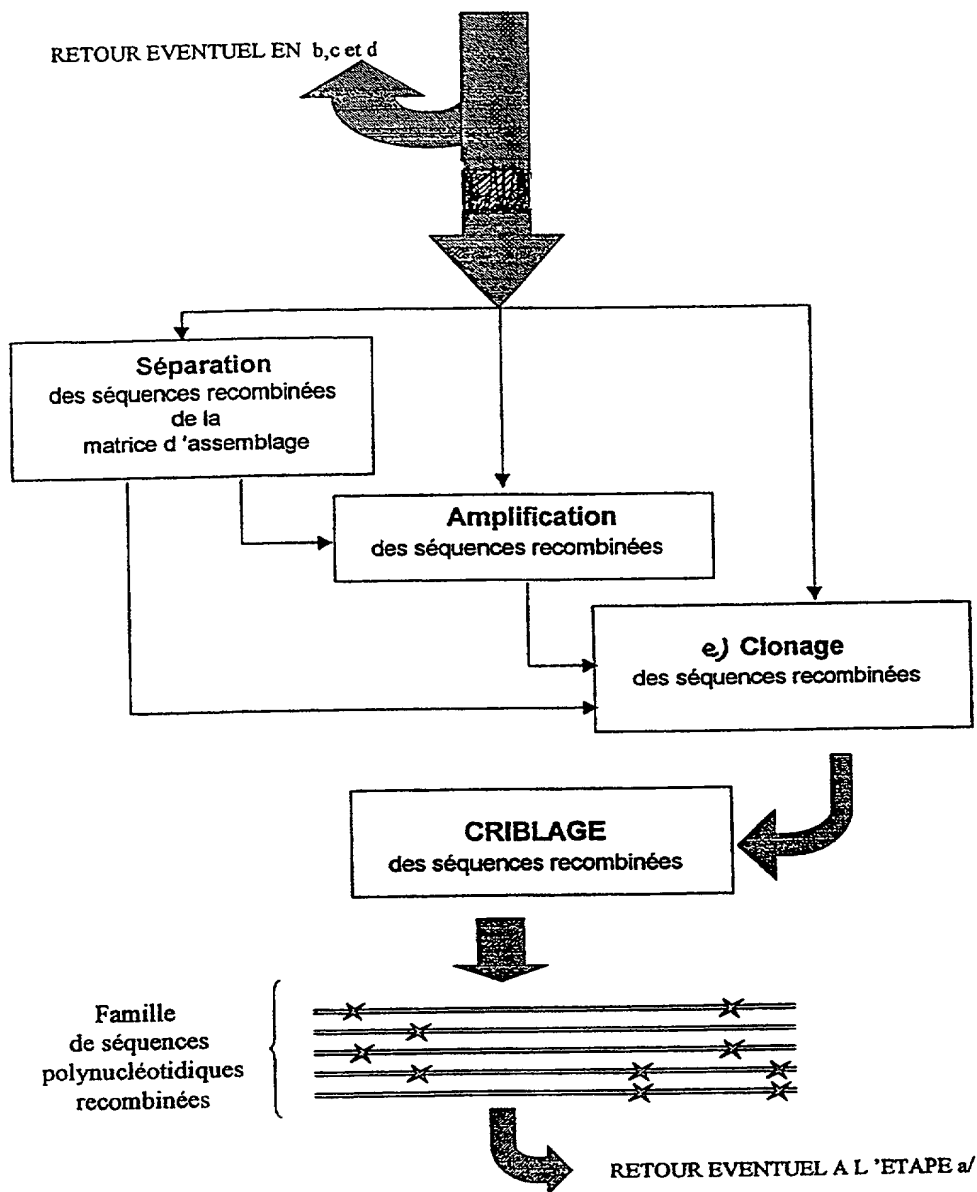 RETOUR EVENTUEL EN b,c et d
Séparation
des séquences recombinées
de la
matrice d 'assemblage
Amplification
des séquences recombinées
e) Clonage
des séquences recombinées
CRIBLAGE
des séquences recombinées
Famille
de séquences
polynucléotidiques
recombinées
RETOUR EVENTUEL A L 'ETAPE a/